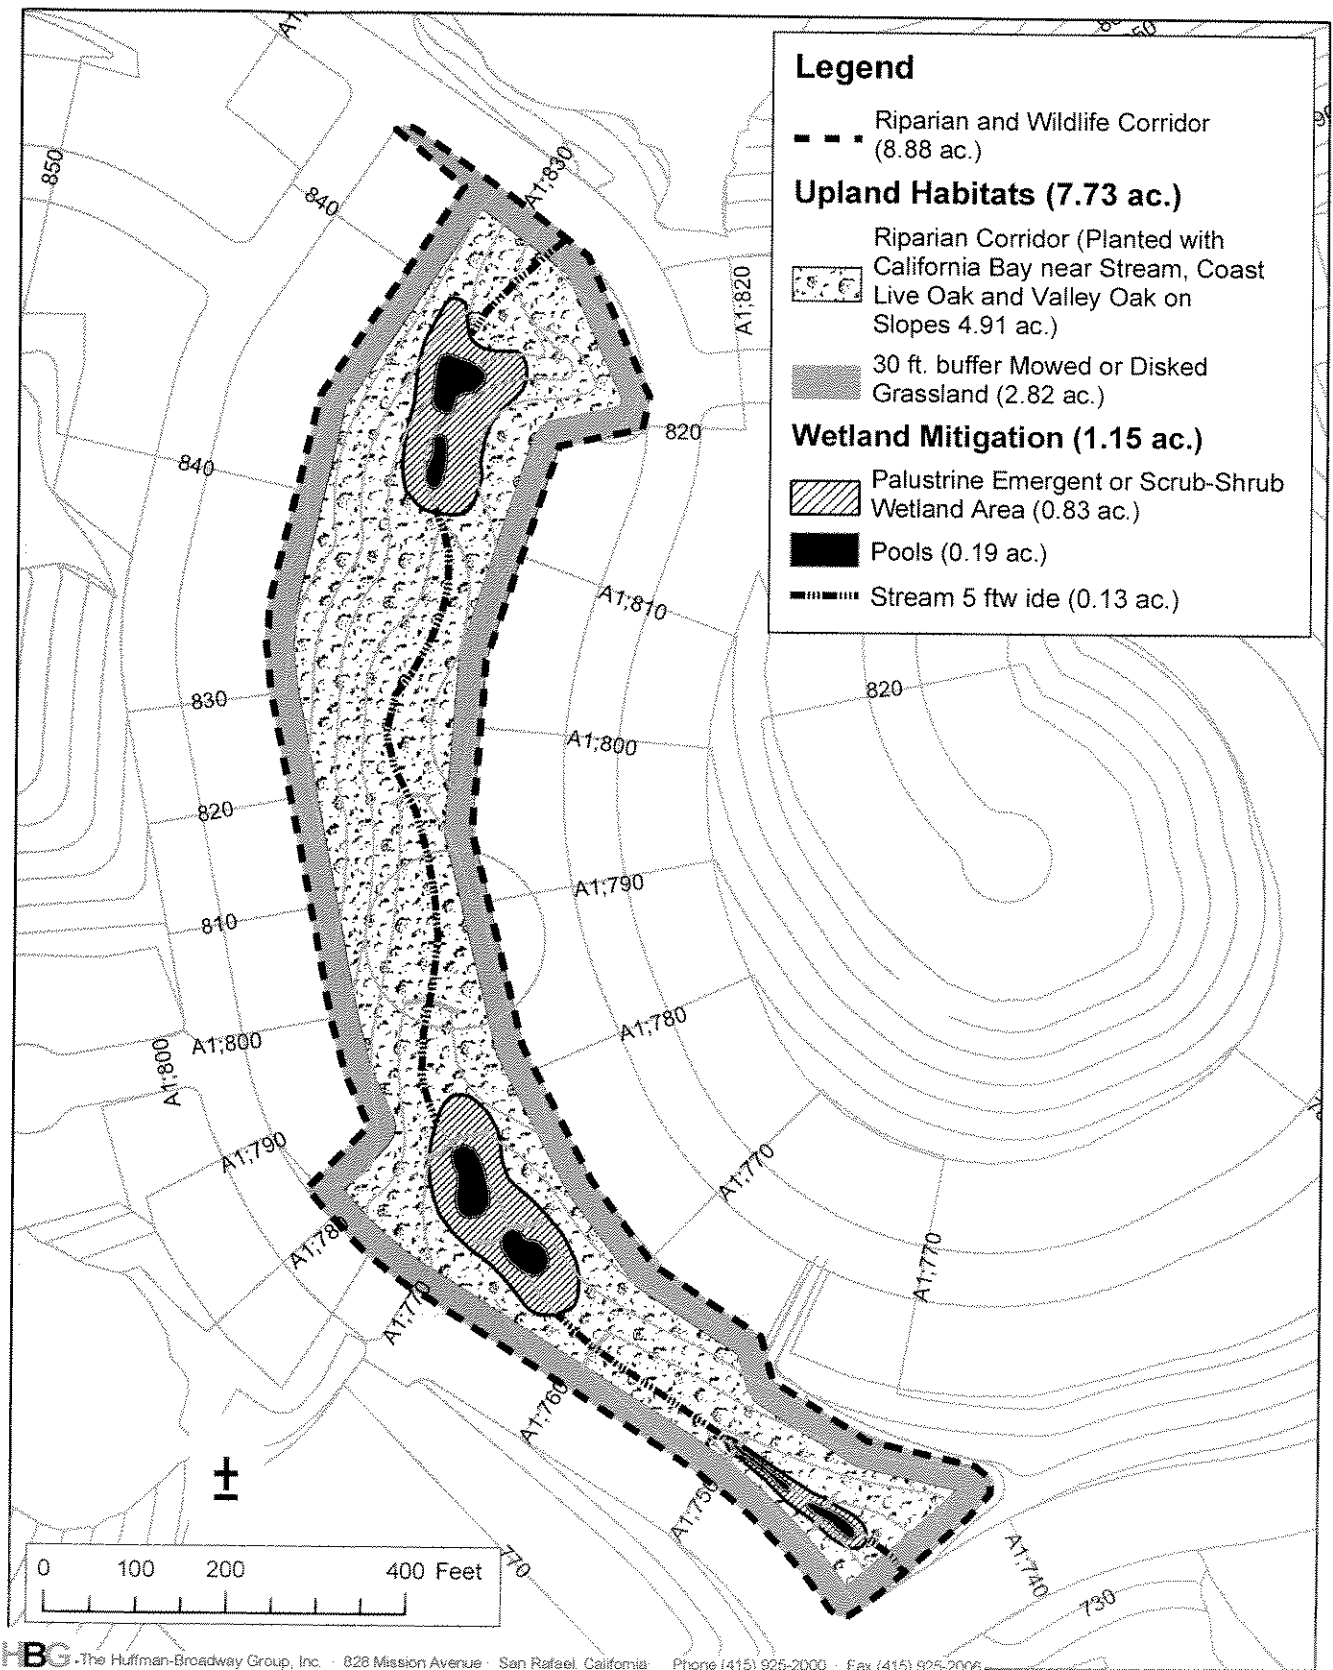 Legend
Riparian and Wildlife Corridor
(8.88 ac.)
Upland Habitats (7.73 ac.)
Riparian Corridor (Planted with
California Bay near Stream, Coast
Live Oak and Valley Oak on
Slopes 4.91 ac.)
30 ft. buffer Mowed or Disked
Grassland (2.82 ac.)
Wetland Mitigation (1.15 ac.)
Palustrine Emergent or Scrub-Shrub
Wetland Area (0.83 ac.)
Pools (0.19 ac.)
Stream 5 ftw ide (0.13 ac.)
850
840
A1;830
A1;820
820
840
A1;810
830
820
A1;800
820
A1;790
810
A1;780
A1;800
A1;800
A1;790
A1;770
A1;780
A1;770
A1;770
A1;760
A1;750
A1;740
770
730
±
0 100 200 400 Feet
HBG The Huffman-Broadway Group, Inc. · 828 Mission Avenue · San Rafael, California Phone (415) 925-2000 · Fax (415) 925-2006